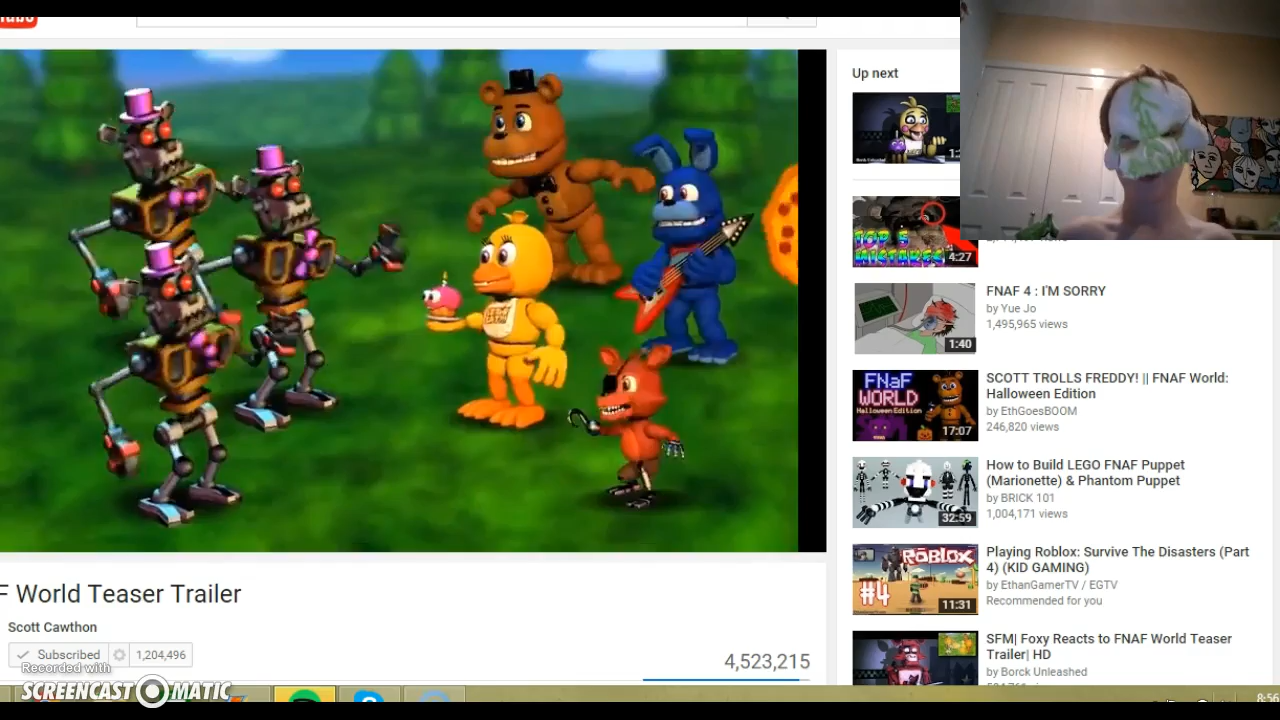 Up next
TOP 5
MISTAKES
4:27
FNAF 4 : I'M SORRY
by Yue Jo
1,495,965 views
1:40
SCOTT TROLLS FREDDY! || FNAF World:
Halloween Edition
by EthGoesBOOM
246,820 views
FNaF
WORLD
Halloween Edition
17:07
How to Build LEGO FNAF Puppet
(Marionette) & Phantom Puppet
by BRICK 101
1,004,171 views
32:59
Playing Roblox: Survive The Disasters (Part
4) (KID GAMING)
by EthanGamerTV / EGTV
Recommended for you
ROBLOX
#4
11:31
SFM| Foxy Reacts to FNAF World Teaser
Trailer| HD
by Borck Unleashed
F World Teaser Trailer
Scott Cawthon
Subscribed 1,204,496
4,523,215
Recorded with
SCREENCAST MATIC
8:56